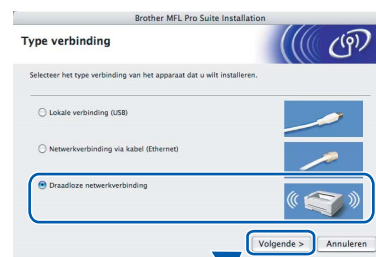 Brother MFL Pro Suite Installation
Type verbinding
Selecteer het type verbinding van het apparaat dat u wilt installeren.
Lokale verbinding (USB)
Netwerkverbinding via kabel (Ethernet)
Draadloze netwerkverbinding
Volgende >
Annuleren